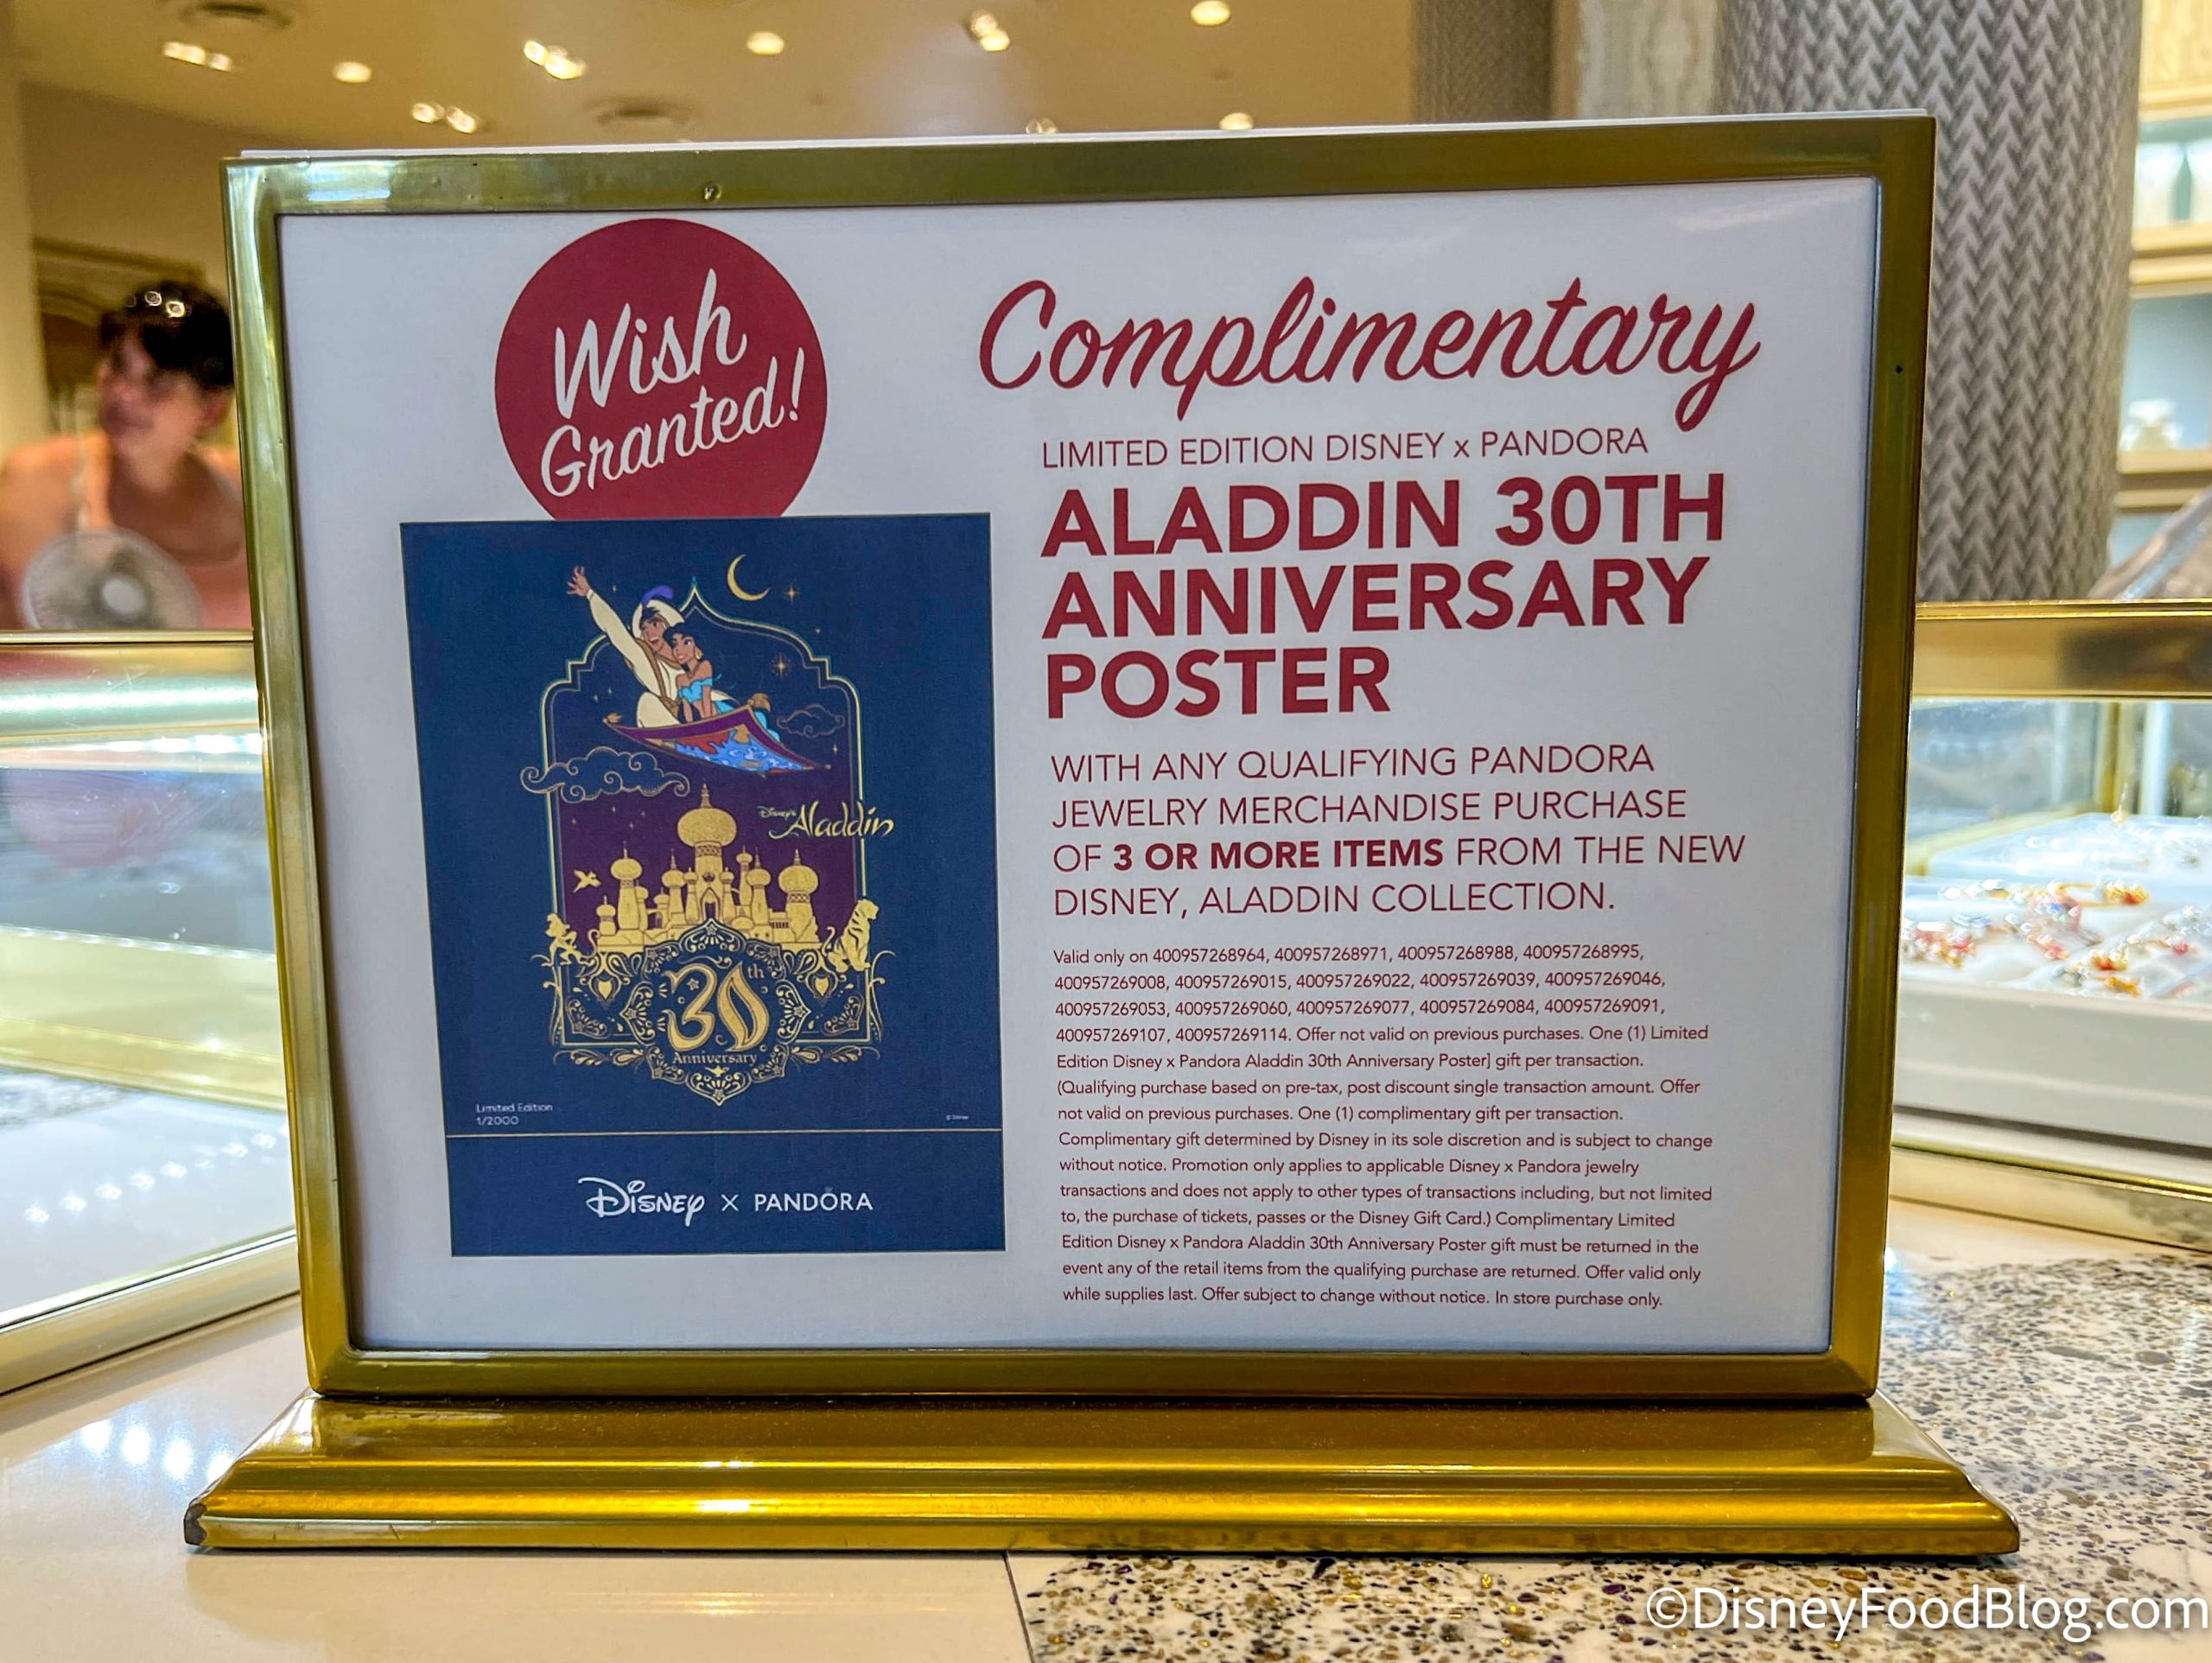 Wish
Granted!
Complimentary
LIMITED EDITION DISNEY x PANDORA
ALADDIN 30TH
ANNIVERSARY
POSTER
WITH ANY QUALIFYING PANDORA
JEWELRY MERCHANDISE PURCHASE
OF 3 OR MORE ITEMS FROM THE NEW
DISNEY, ALADDIN COLLECTION.
Valid only on 400957268964, 400957268971, 400957268988, 400957268995,
400957269008, 400957269015, 400957269022, 400957269039, 400957269046,
400957269053, 400957269060, 400957269077, 400957269084, 400957269091,
400957269107, 400957269114. Offer not valid on previous purchases. One (1) Limited
Edition Disney x Pandora Aladdin 30th Anniversary Poster] gift per transaction.
(Qualifying purchase based on pre-tax, post discount single transaction amount. Offer
not valid on previous purchases. One (1) complimentary gift per transaction.
Complimentary gift determined by Disney in its sole discretion and is subject to change
without notice. Promotion only applies to applicable Disney x Pandora jewelry
transactions and does not apply to other types of transactions including, but not limited
to, the purchase of tickets, passes or the Disney Gift Card.) Complimentary Limited
Edition Disney x Pandora Aladdin 30th Anniversary Poster gift must be returned in the
event any of the retail items from the qualifying purchase are returned. Offer valid only
while supplies last. Offer subject to change without notice. In store purchase only.
Disney's
Aladdin
30th
Anniversary
Limited Edition
1/2000
© Disney
Disney X PANDORA
©DisneyFoodBlog.com